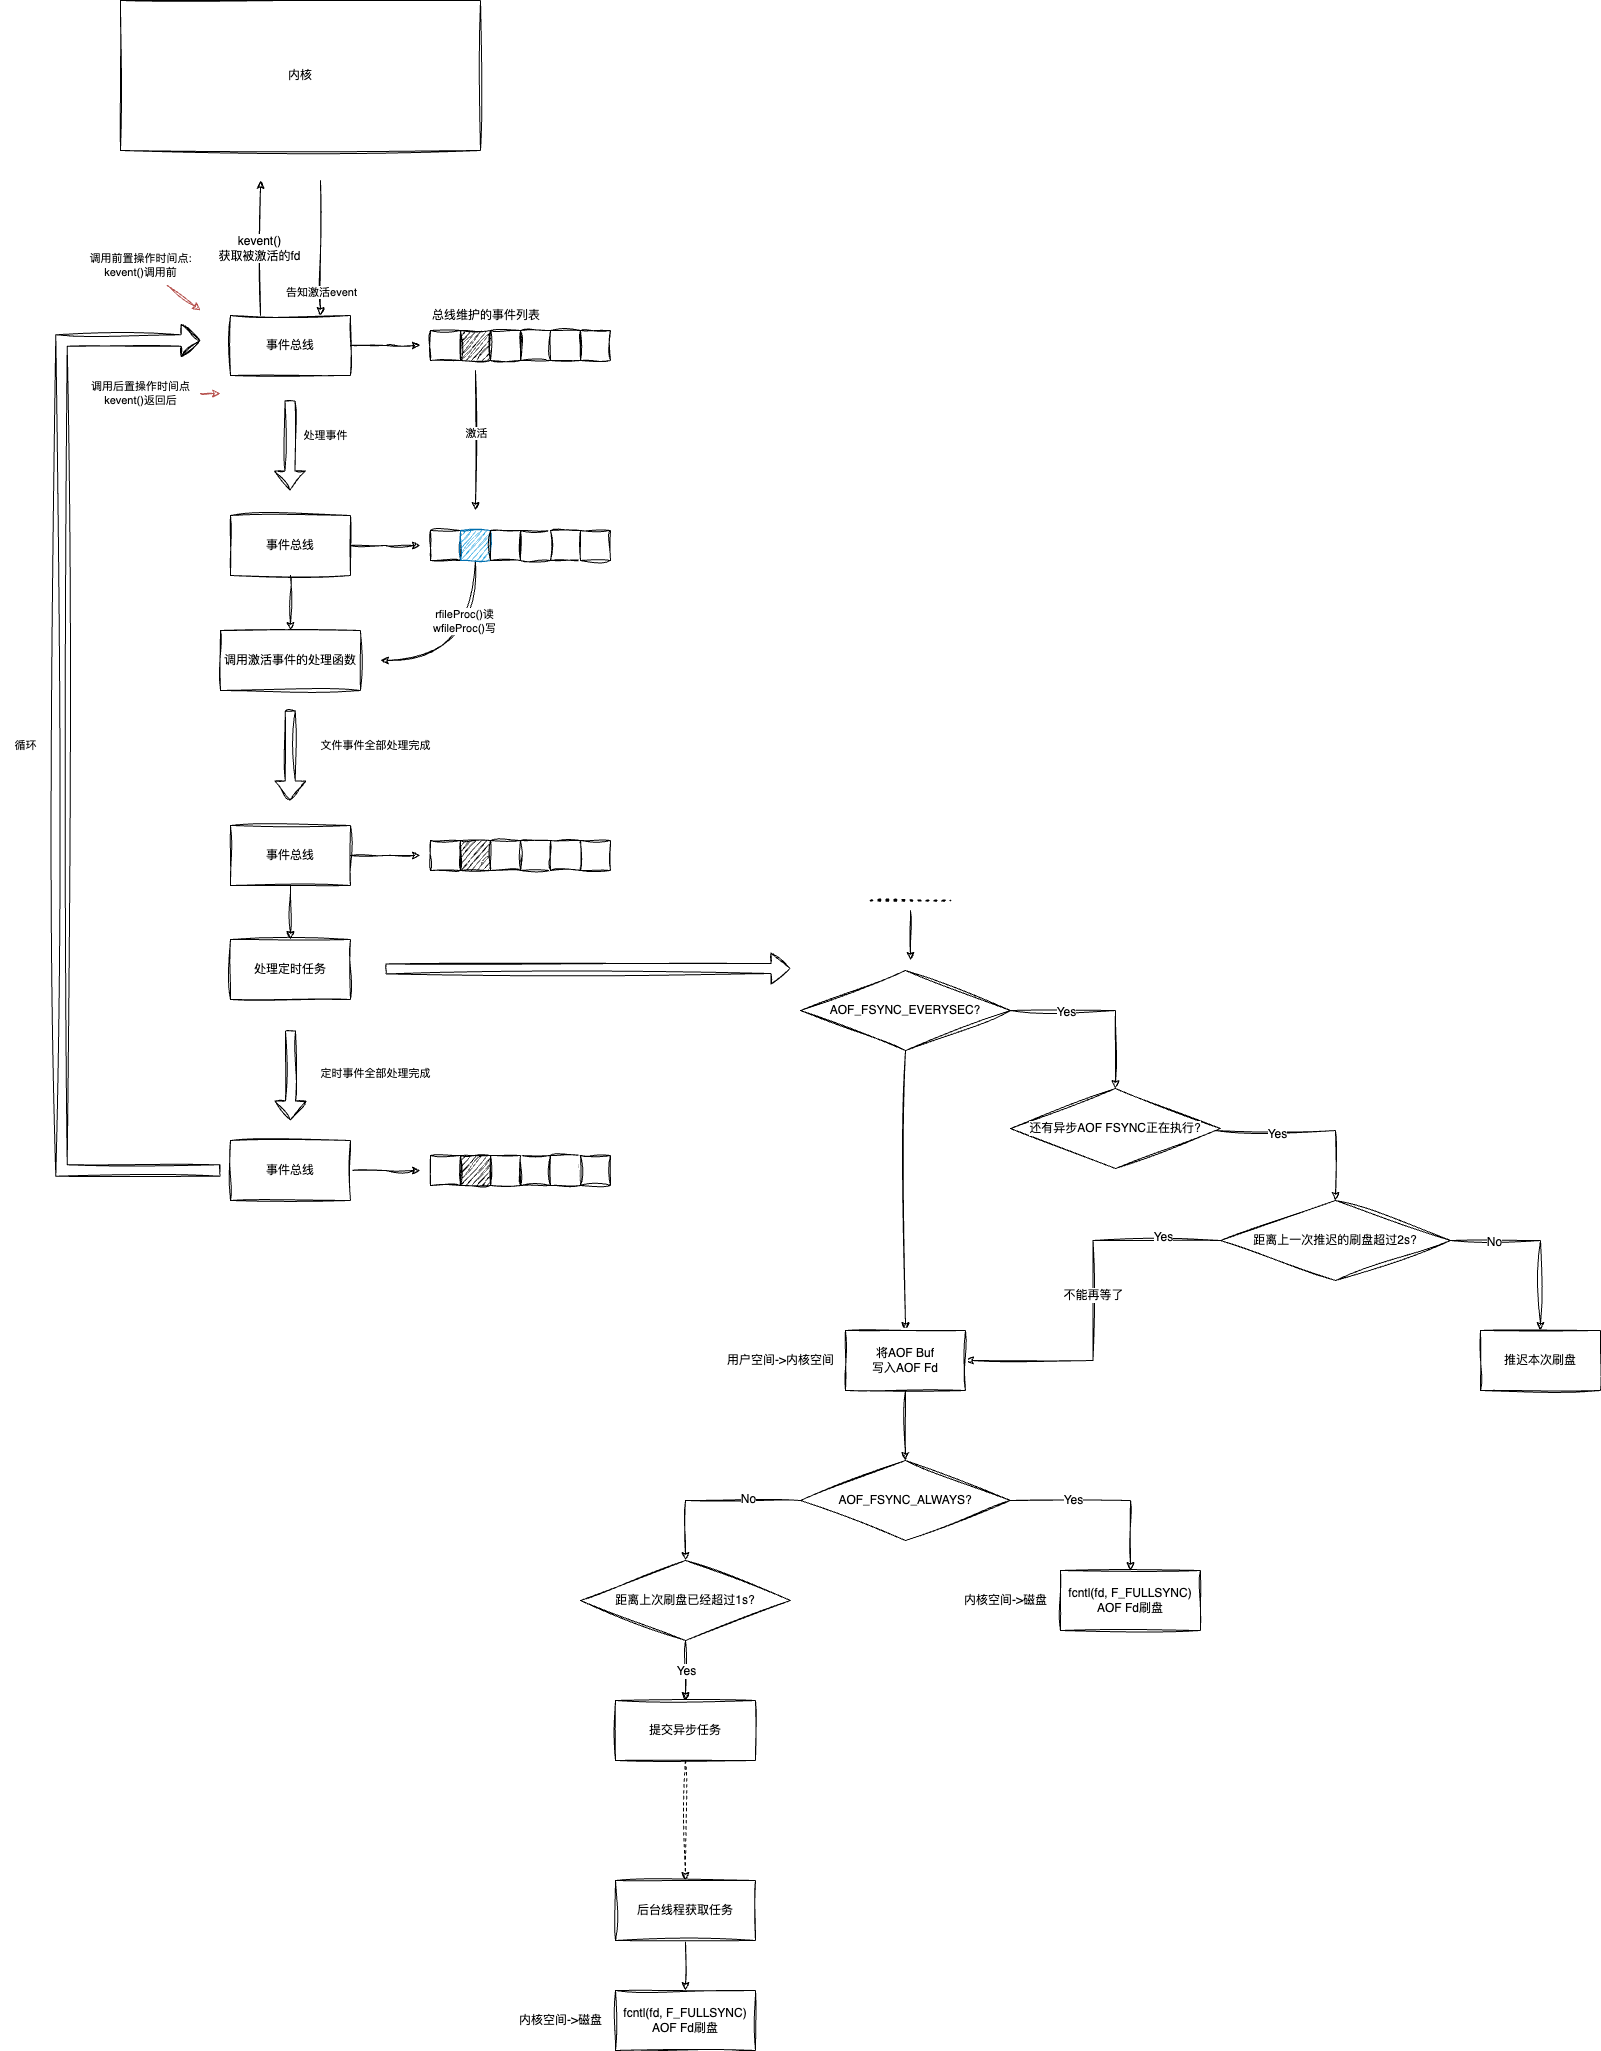 内核
kevent()
获取被激活的fd
调用前置操作时间点:
kevent()调用前
告知激活event
总线维护的事件列表
事件总线
调用后置操作时间点
kevent()返回后
处理事件
激活
事件总线
rfileProc()读
wfileProc()写
调用激活事件的处理函数
循环
文件事件全部处理完成
事件总线
处理定时任务
AOF_FSYNC_EVERYSEC?
Yes
定时事件全部处理完成
还有异步AOF FSYNC正在执行?
Yes
事件总线
Yes
距离上一次推迟的刷盘超过2s?
No
不能再等了
用户空间->内核空间
将AOF Buf
写入AOF Fd
推迟本次刷盘
No
AOF_FSYNC_ALWAYS?
Yes
距离上次刷盘已经超过1s?
内核空间->磁盘
fcntl(fd, F_FULLSYNC)
AOF Fd刷盘
Yes
提交异步任务
后台线程获取任务
内核空间->磁盘
fcntl(fd, F_FULLSYNC)
AOF Fd刷盘